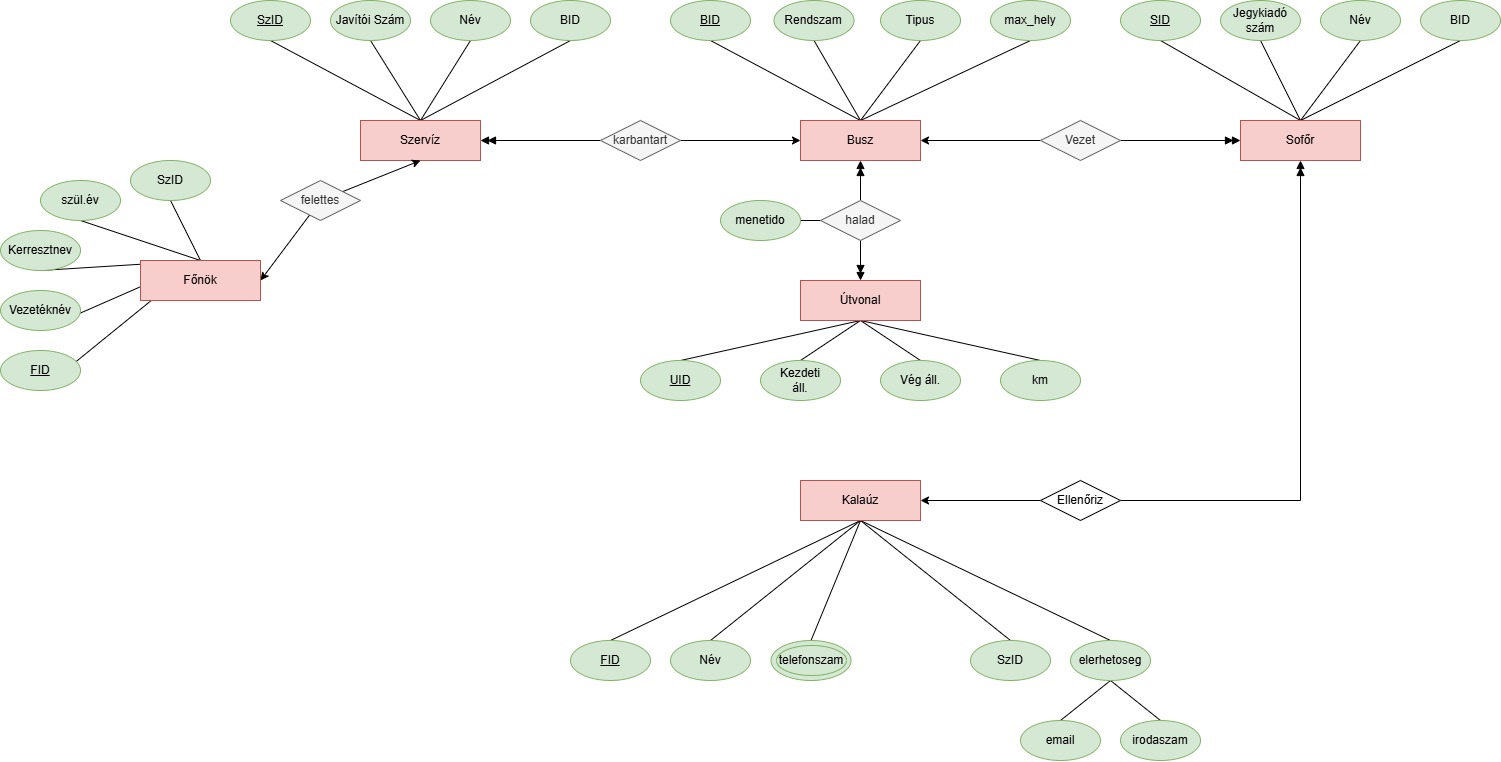 SzID
Javítói Szám
Név
BID
BID
Rendszam
Tipus
max_hely
SID
Jegykiadó
szám
Név
BID
Szervíz
karbantart
Busz
Vezet
Sofőr
SzID
szül.év
felettes
Kerresztnev
menetido
halad
Főnök
Vezetéknév
Útvonal
FID
UID
Kezdeti
áll.
Vég áll.
km
Kalaúz
Ellenőriz
FID
Név
telefonszam
SzID
elerhetoseg
email
irodaszam